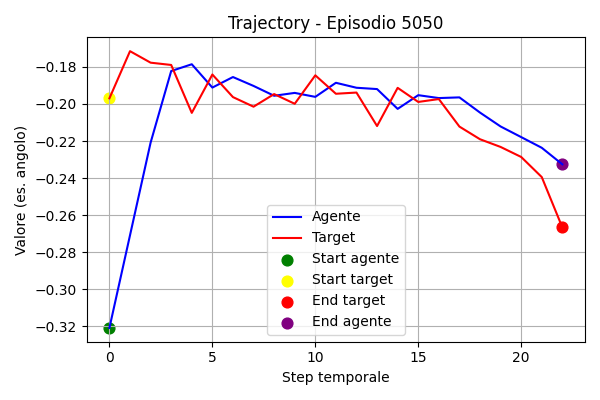 Trajectory - Episodio 5050
Valore (es. angolo)
−0.18
−0.20
−0.22
−0.24
−0.26
−0.28
−0.30
−0.32
Agente
Target
Start agente
Start target
End target
End agente
0 5 10 15 20
Step temporale